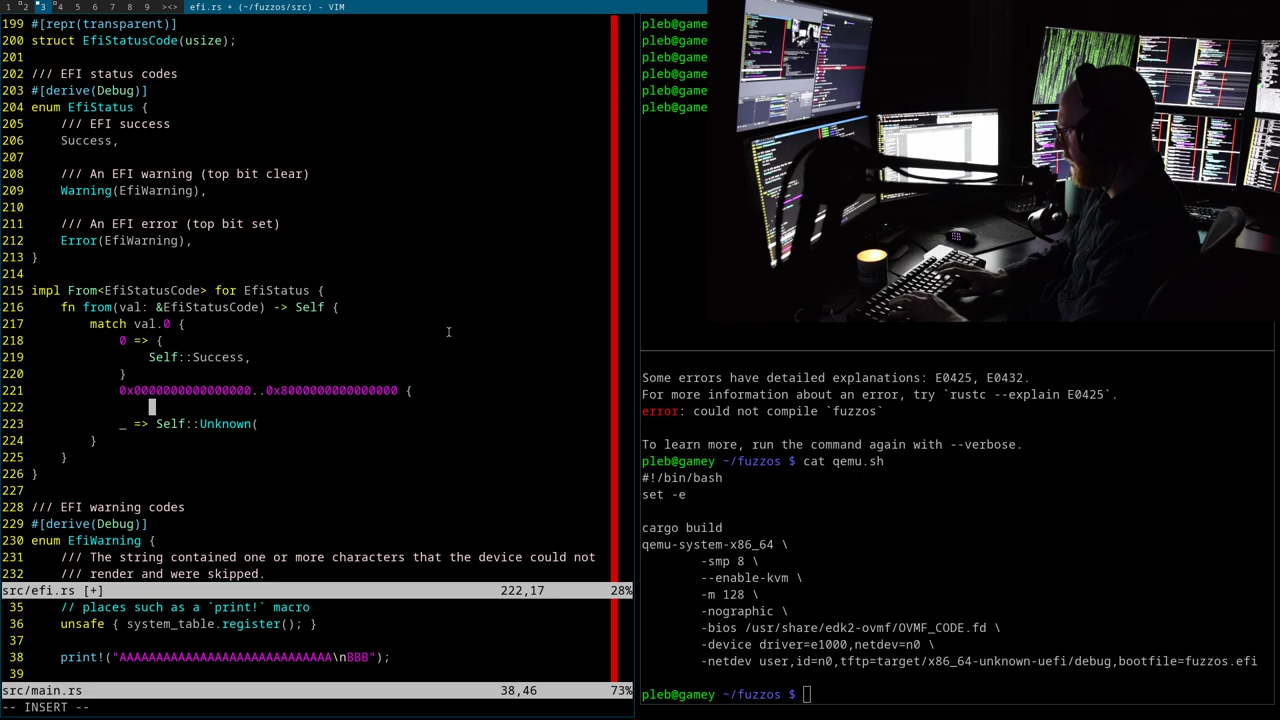 1 2 3 4 5 6 7 8 9 ><> efi.rs + (~/fuzzos/src) - VIM
199 #[repr(transparent)]
200 struct EfiStatusCode(usize);
201
202 /// EFI status codes
203 #[derive(Debug)]
204 enum EfiStatus {
205     /// EFI success
206     Success,
207
208     /// An EFI warning (top bit clear)
209     Warning(EfiWarning),
210
211     /// An EFI error (top bit set)
212     Error(EfiWarning),
213 }
214
215 impl From<EfiStatusCode> for EfiStatus {
216     fn from(val: &EfiStatusCode) -> Self {
217         match val.0 {
218             0 => {
219                 Self::Success,
220             }
221             0x0000000000000000..0x8000000000000000 {
222
223             _ => Self::Unknown(
224         }
225     }
226 }
227
228 /// EFI warning codes
229 #[derive(Debug)]
230 enum EfiWarning {
231     /// The string contained one or more characters that the device could not
232     /// render and were skipped.
src/efi.rs [+] 222,17 28%
35     // places such as a `print!` macro
36     unsafe { system_table.register(); }
37
38     print!("AAAAAAAAAAAAAAAAAAAAAAAAAAAAA\nBBB");
39
src/main.rs 38,46 73%
-- INSERT --
pleb@game
pleb@game
pleb@game
pleb@game
pleb@game
pleb@game
Some errors have detailed explanations: E0425, E0432.
For more information about an error, try `rustc --explain E0425`.
error: could not compile `fuzzos`
To learn more, run the command again with --verbose.
pleb@gamey ~/fuzzos $ cat qemu.sh
#!/bin/bash
set -e
cargo build
qemu-system-x86_64 \
-smp 8 \
--enable-kvm \
-m 128 \
-nographic \
-bios /usr/share/edk2-ovmf/OVMF_CODE.fd \
-device driver=e1000,netdev=n0 \
-netdev user,id=n0,tftp=target/x86_64-unknown-uefi/debug,bootfile=fuzzos.efi
pleb@gamey ~/fuzzos $